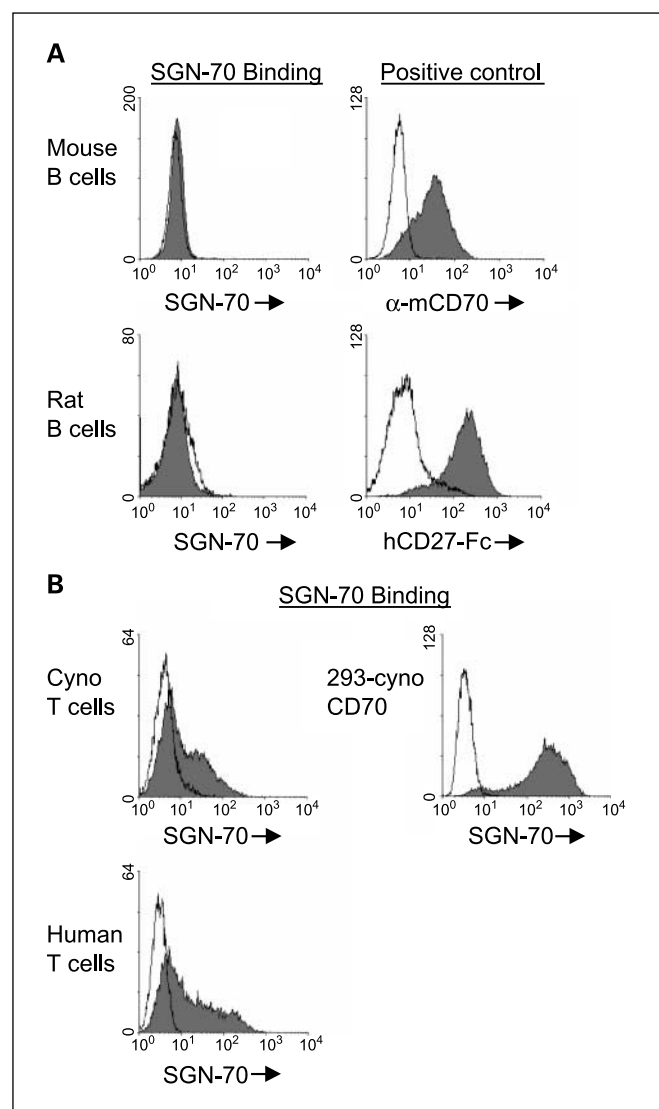 A
SGN-70 Binding
Positive control
Mouse
B cells
200
0
10^0 10^1 10^2 10^3 10^4
SGN-70
128
0
10^0 10^1 10^2 10^3 10^4
α-mCD70
Rat
B cells
80
0
10^0 10^1 10^2 10^3 10^4
SGN-70
128
0
10^0 10^1 10^2 10^3 10^4
hCD27-Fc
B
SGN-70 Binding
Cyno
T cells
64
0
10^0 10^1 10^2 10^3 10^4
SGN-70
293-cyno
CD70
128
0
10^0 10^1 10^2 10^3 10^4
SGN-70
Human
T cells
64
0
10^0 10^1 10^2 10^3 10^4
SGN-70